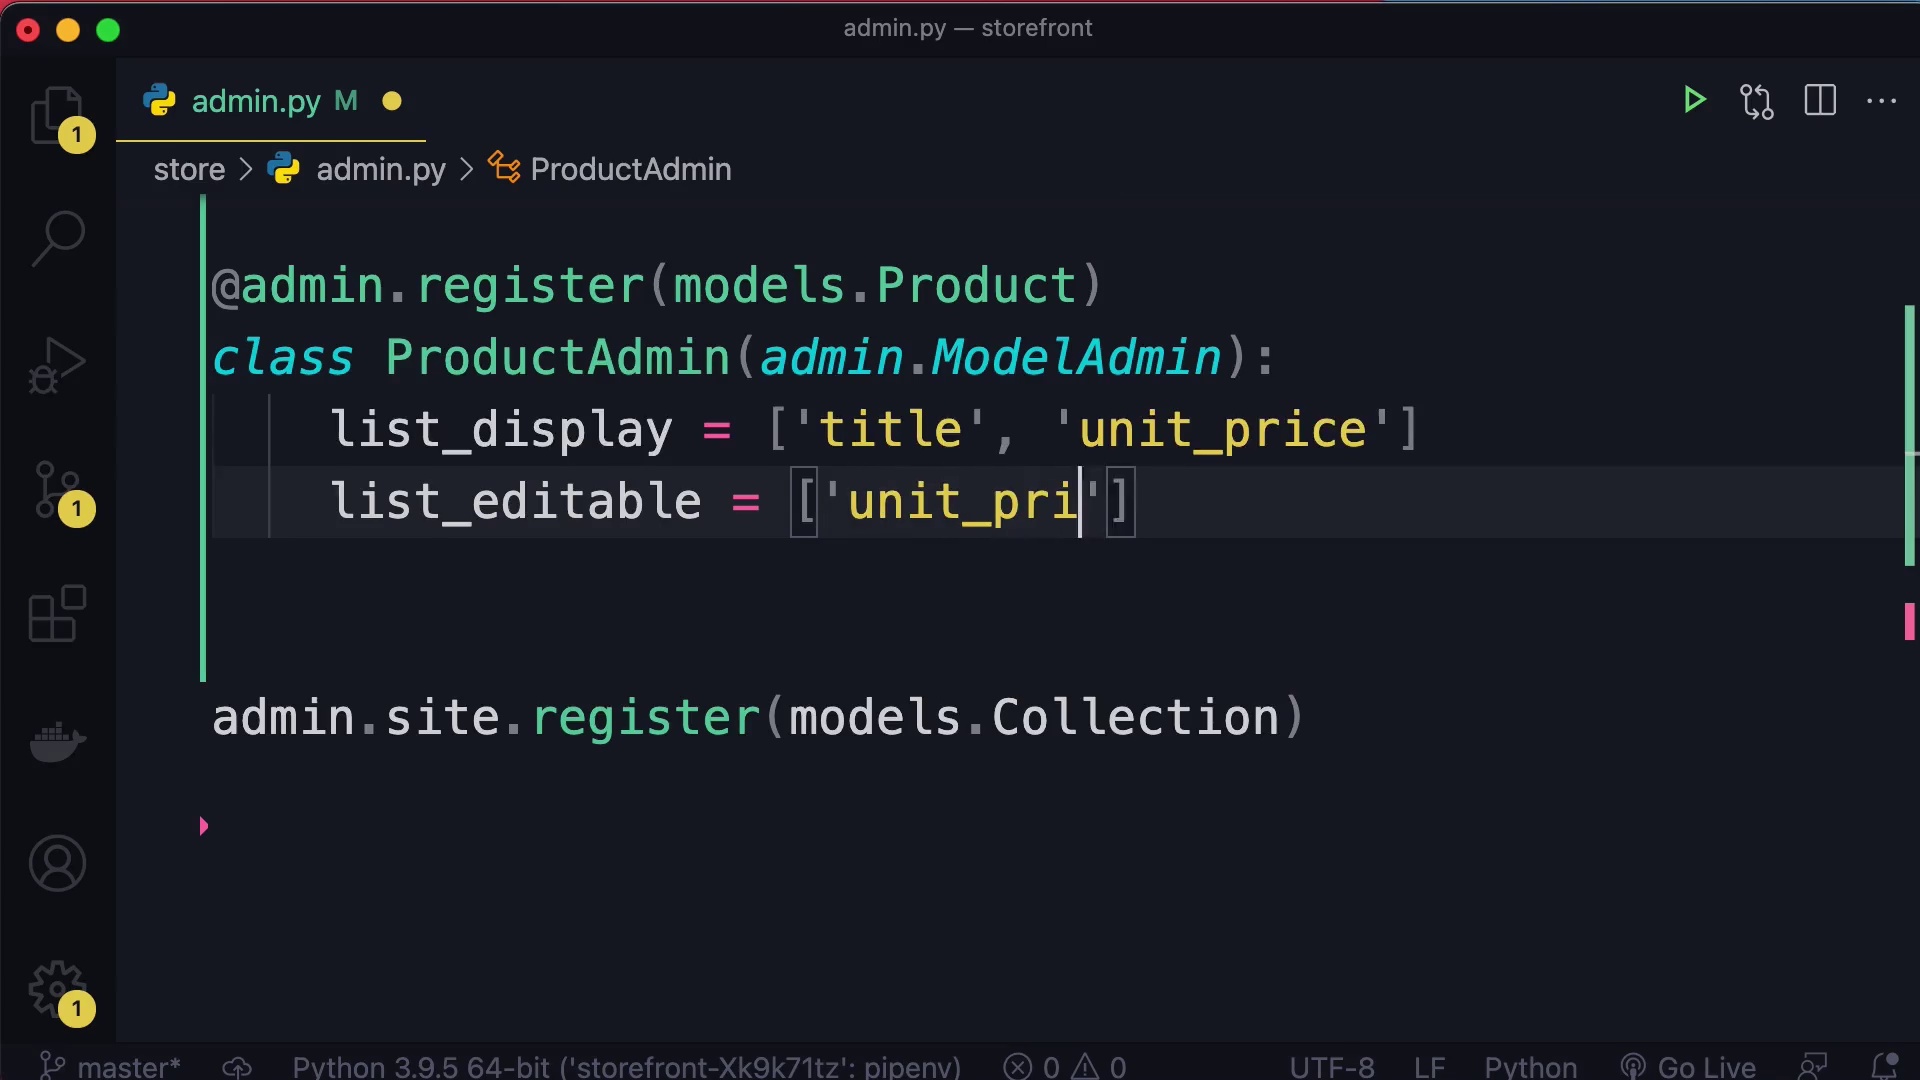 admin.py — storefront
admin.py M
store > admin.py > ProductAdmin
@admin.register(models.Product)
class ProductAdmin(admin.ModelAdmin):
    list_display = ['title', 'unit_price']
    list_editable = ['unit_pri']
admin.site.register(models.Collection)
1
1
1
master* Python 3.9.5 64-bit ('storefront-Xk9k71tz': pipenv) 0 0 UTF-8 LF Python Go Live